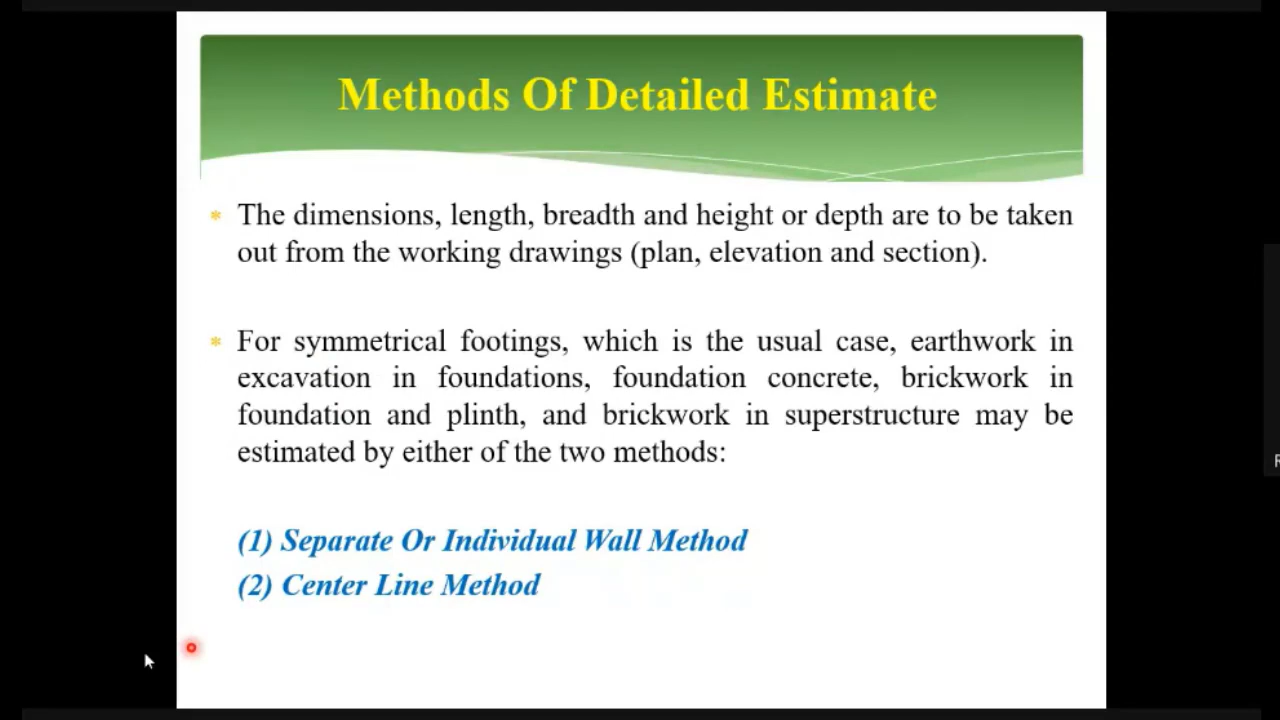 Methods Of Detailed Estimate
* The dimensions, length, breadth and height or depth are to be taken
out from the working drawings (plan, elevation and section).
* For symmetrical footings, which is the usual case, earthwork in
excavation in foundations, foundation concrete, brickwork in
foundation and plinth, and brickwork in superstructure may be
estimated by either of the two methods:
(1) Separate Or Individual Wall Method
(2) Center Line Method